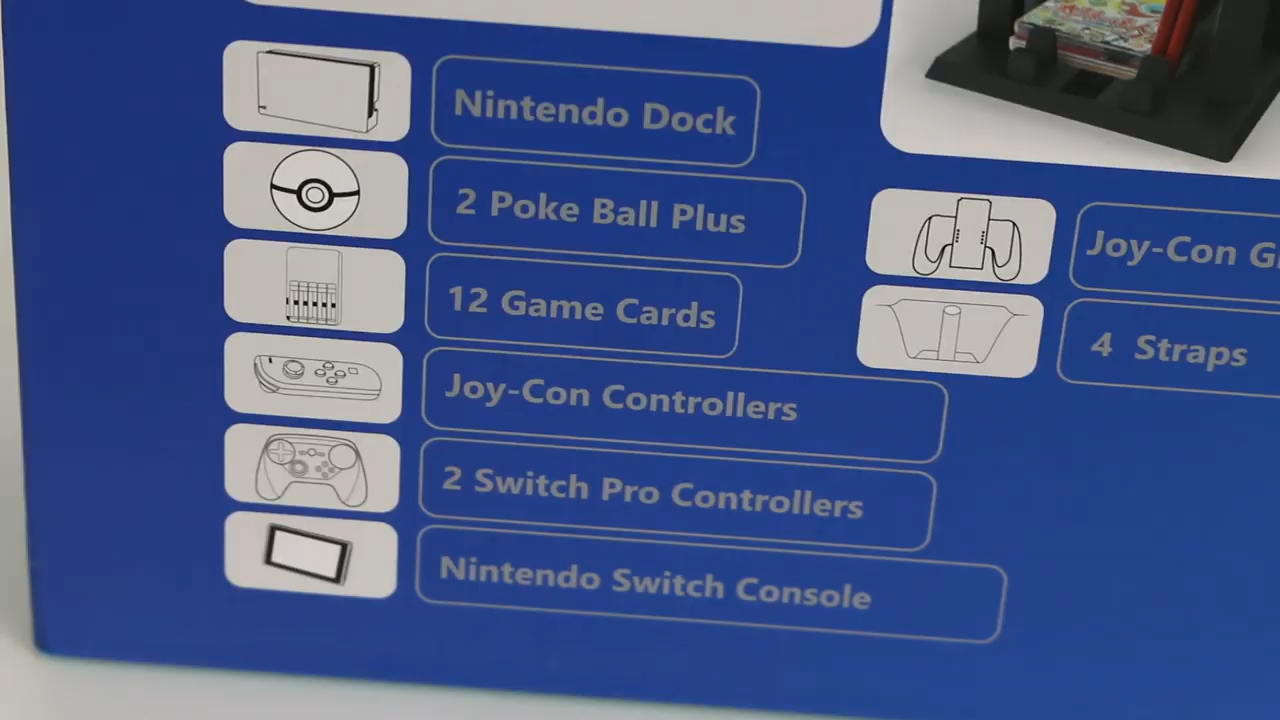 Nintendo Dock
2 Poke Ball Plus
12 Game Cards
Joy-Con Controllers
2 Switch Pro Controllers
Nintendo Switch Console
Joy-Con
4 Straps